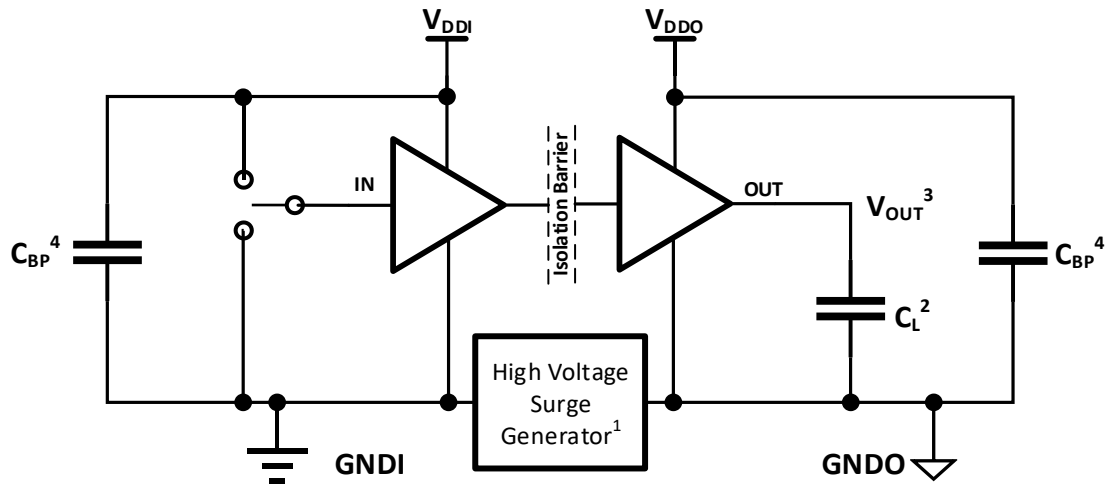 VDDI
VDDO
Isolation Barrier
IN
OUT
VOUT3
CBP4
CBP4
CL2
High Voltage
Surge
Generator1
GNDI
GNDO